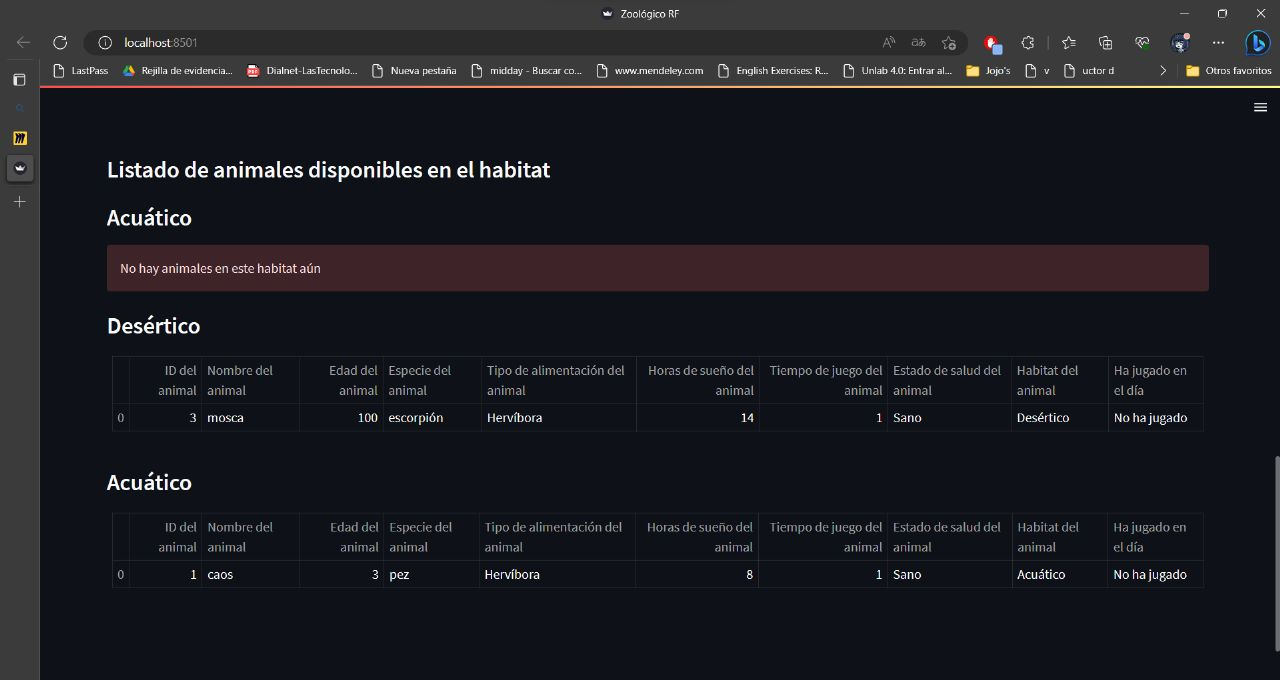 Zoológico RF
localhost:8501
LastPass Rejilla de evidencia... Dialnet-LasTecnolo... Nueva pestaña midday - Buscar co... www.mendeley.com English Exercises: R... Unlab 4.0: Entrar al... Jojo's v uctor d Otros favoritos
Listado de animales disponibles en el habitat
Acuático
No hay animales en este habitat aún
Desértico
ID del animal Nombre del animal Edad del animal Especie del animal Tipo de alimentación del animal Horas de sueño del animal Tiempo de juego del animal Estado de salud del animal Habitat del animal Ha jugado en el día
0 3 mosca 100 escorpión Hervíbora 14 1 Sano Desértico No ha jugado
Acuático
ID del animal Nombre del animal Edad del animal Especie del animal Tipo de alimentación del animal Horas de sueño del animal Tiempo de juego del animal Estado de salud del animal Habitat del animal Ha jugado en el día
0 1 caos 3 pez Hervíbora 8 1 Sano Acuático No ha jugado